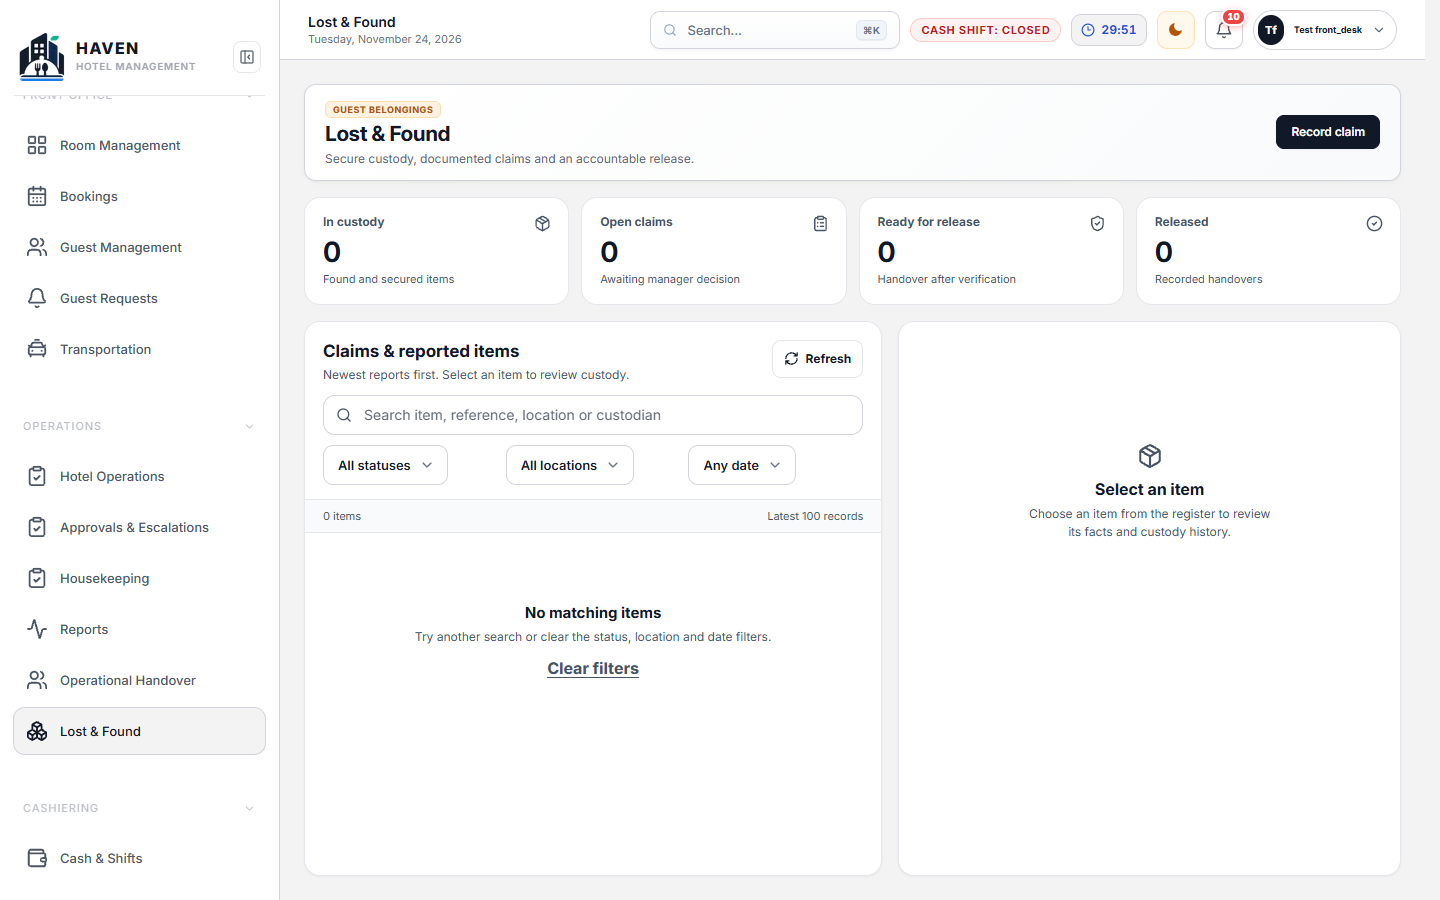 HAVEN
HOTEL MANAGEMENT
FRONT OFFICE
Room Management
Bookings
Guest Management
Guest Requests
Transportation
OPERATIONS
Hotel Operations
Approvals & Escalations
Housekeeping
Reports
Operational Handover
Lost & Found
CASHIERING
Cash & Shifts
Lost & Found
Tuesday, November 24, 2026
Search...
⌘K
CASH SHIFT: CLOSED
29:51
10
Tf
Test front_desk
GUEST BELONGINGS
Lost & Found
Secure custody, documented claims and an accountable release.
Record claim
In custody
0
Found and secured items
Open claims
0
Awaiting manager decision
Ready for release
0
Handover after verification
Released
0
Recorded handovers
Claims & reported items
Newest reports first. Select an item to review custody.
Refresh
Search item, reference, location or custodian
All statuses
All locations
Any date
0 items
Latest 100 records
No matching items
Try another search or clear the status, location and date filters.
Clear filters
Select an item
Choose an item from the register to review
its facts and custody history.